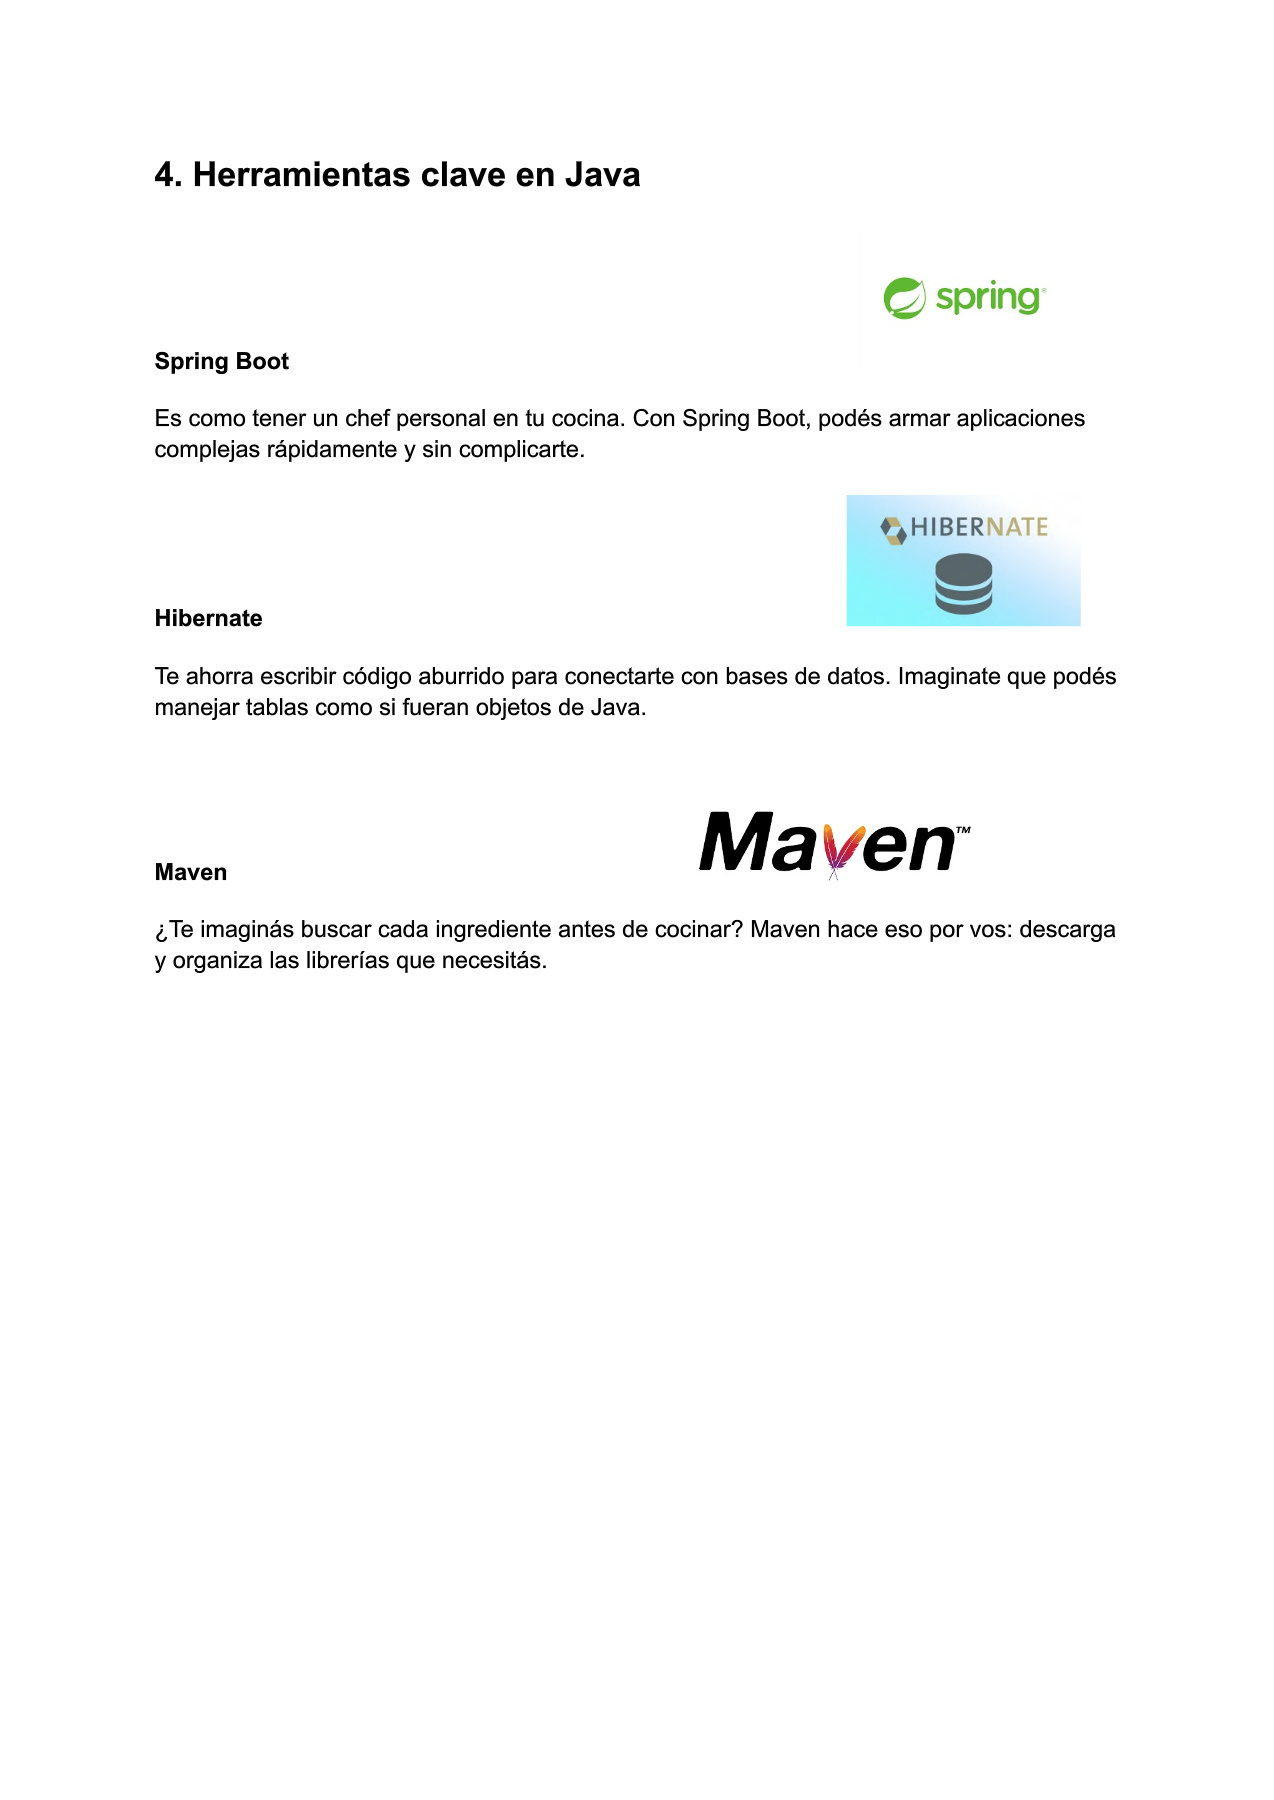 4. Herramientas clave en Java
spring
Spring Boot
Es como tener un chef personal en tu cocina. Con Spring Boot, podés armar aplicaciones
complejas rápidamente y sin complicarte.
HIBERNATE
Hibernate
Te ahorra escribir código aburrido para conectarte con bases de datos. Imaginate que podés
manejar tablas como si fueran objetos de Java.
Maven™
Maven
¿Te imaginás buscar cada ingrediente antes de cocinar? Maven hace eso por vos: descarga
y organiza las librerías que necesitás.